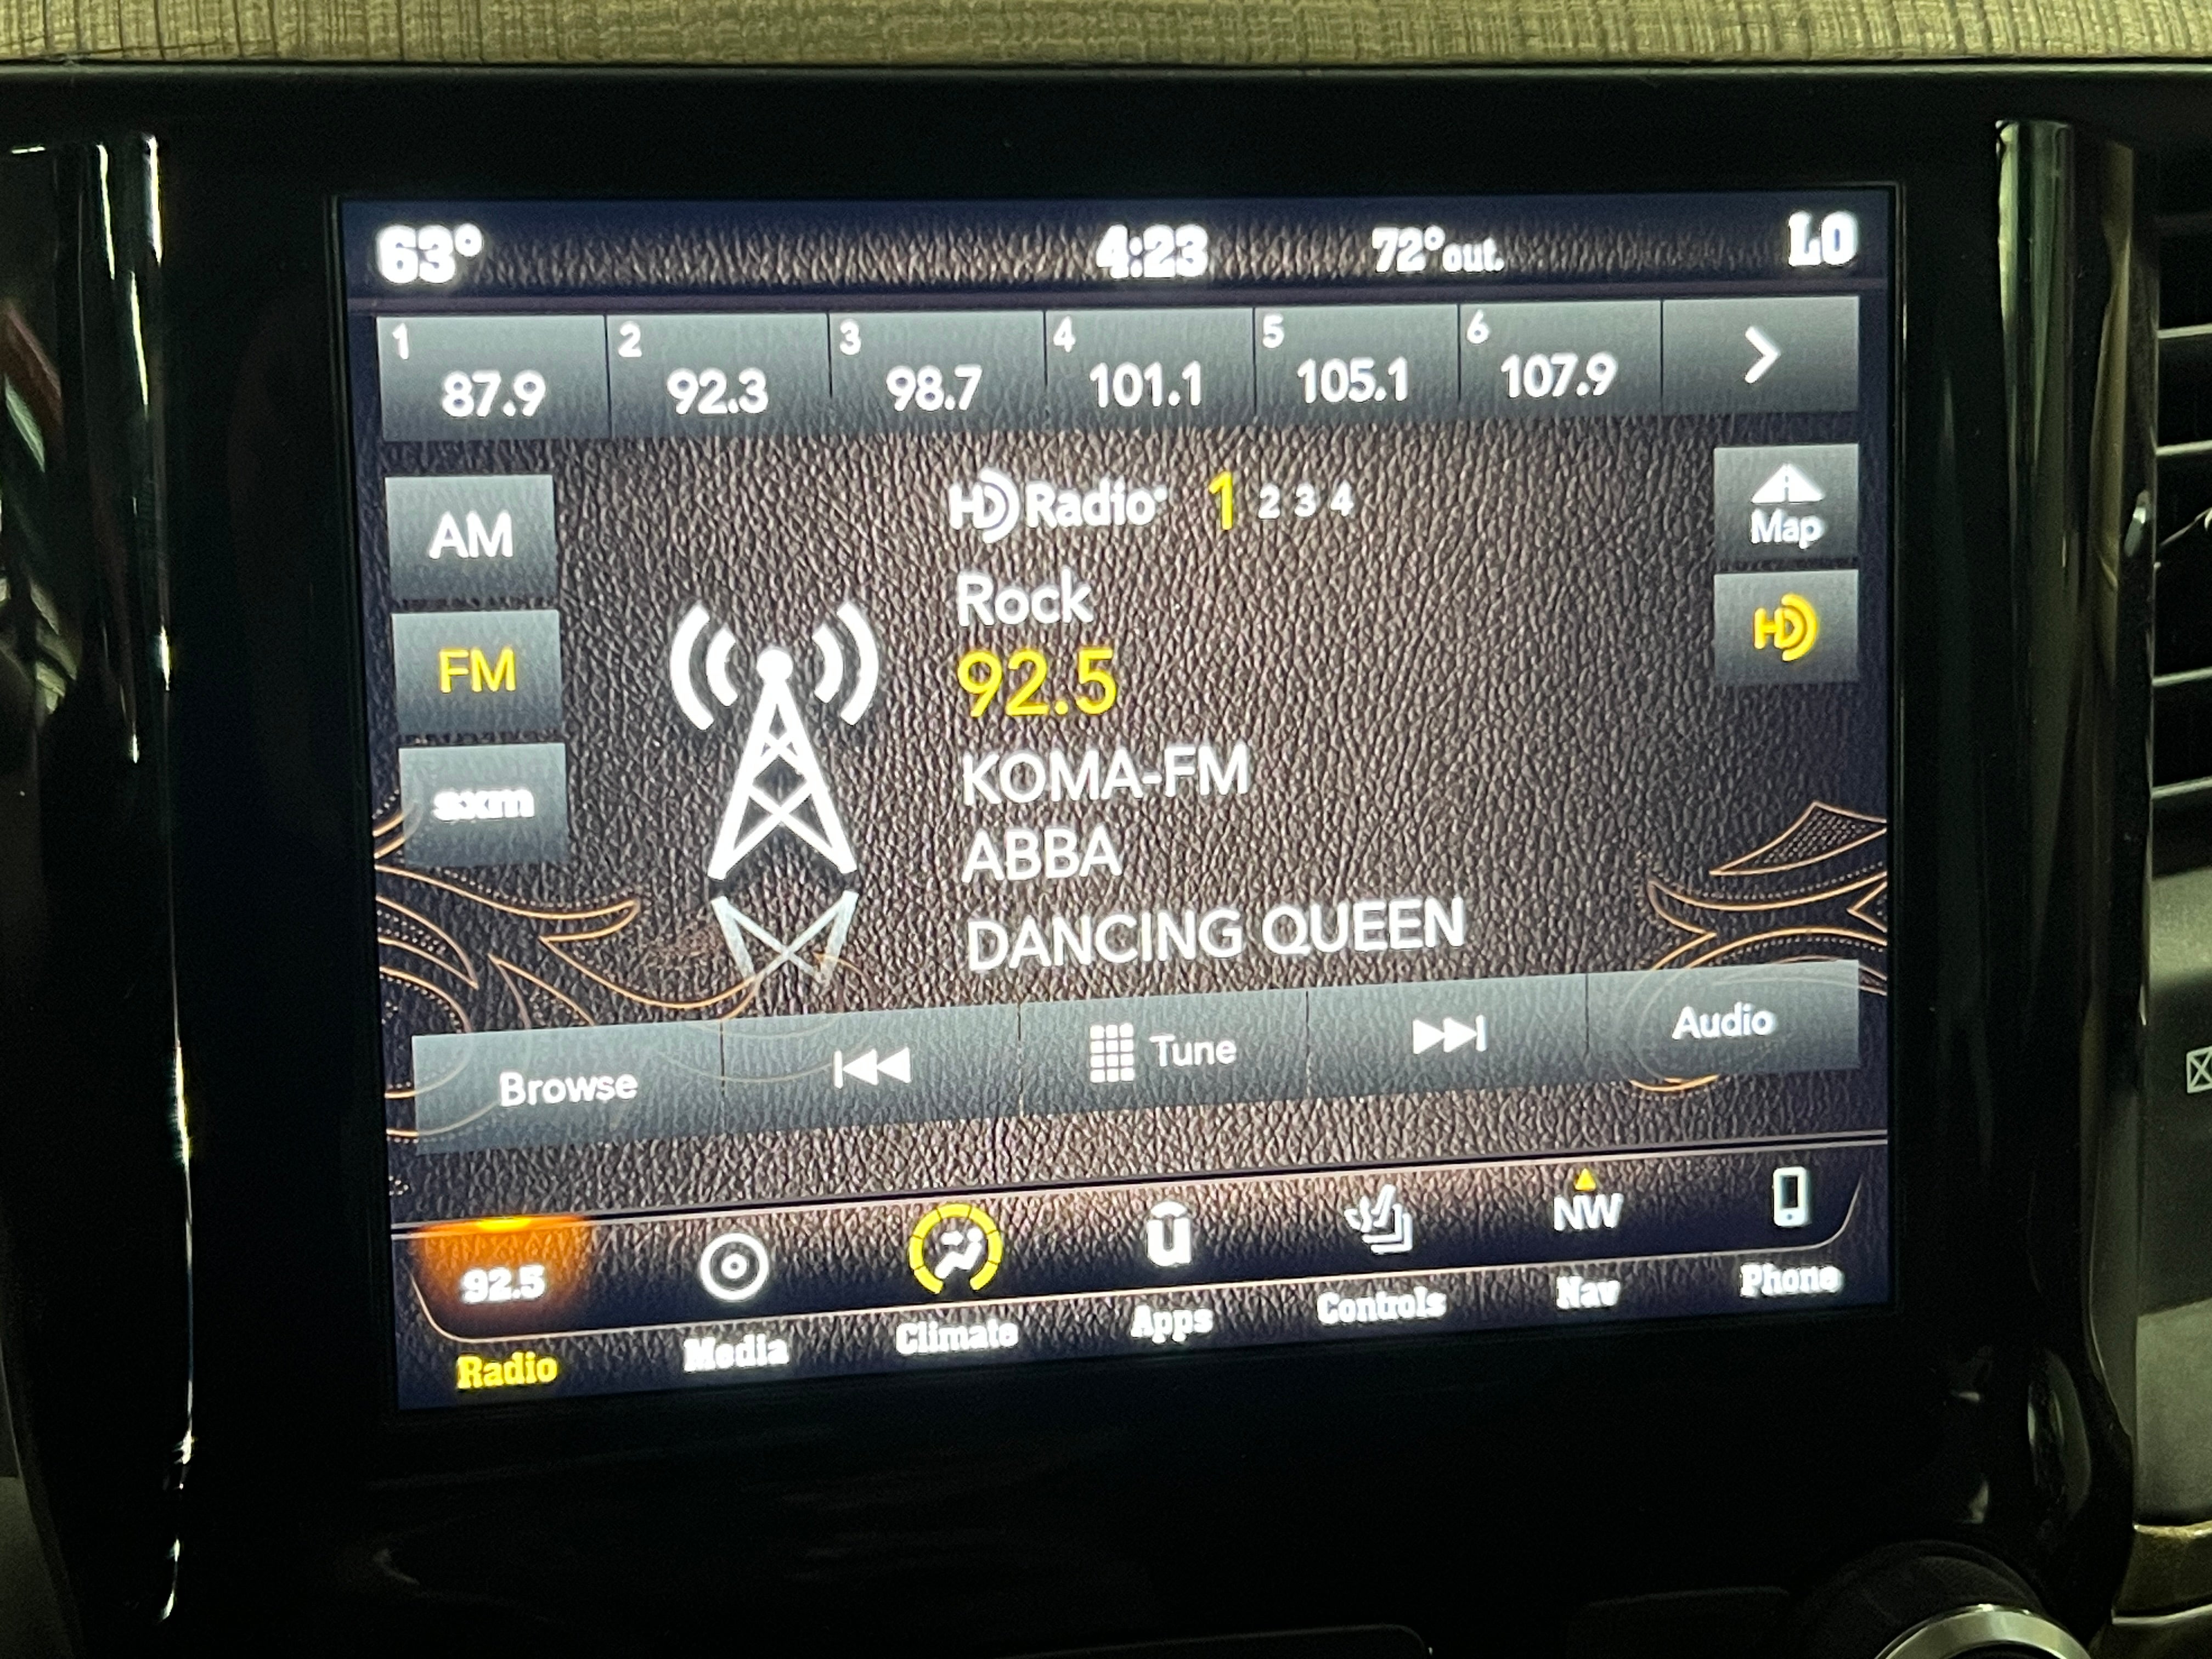 63° 4:23 72°out. LO
1 2 3 4 5 6
87.9 92.3 98.7 101.1 105.1 107.9
HD Radio 1 2 3 4
Map
AM
Rock
HD
FM
92.5
sxm
KOMA-FM
ABBA
DANCING QUEEN
Browse Tune Audio
92.5 u NW
Radio Media Climate Apps Controls Nav Phone